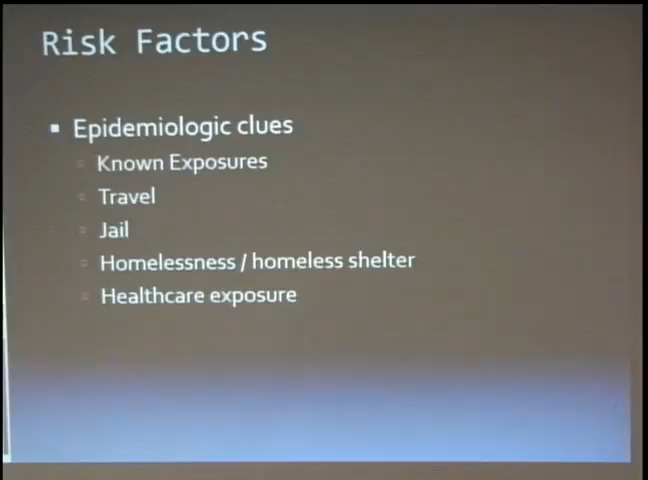 Risk Factors
Epidemiologic clues
Known Exposures
Travel
Jail
Homelessness / homeless shelter
Healthcare exposure